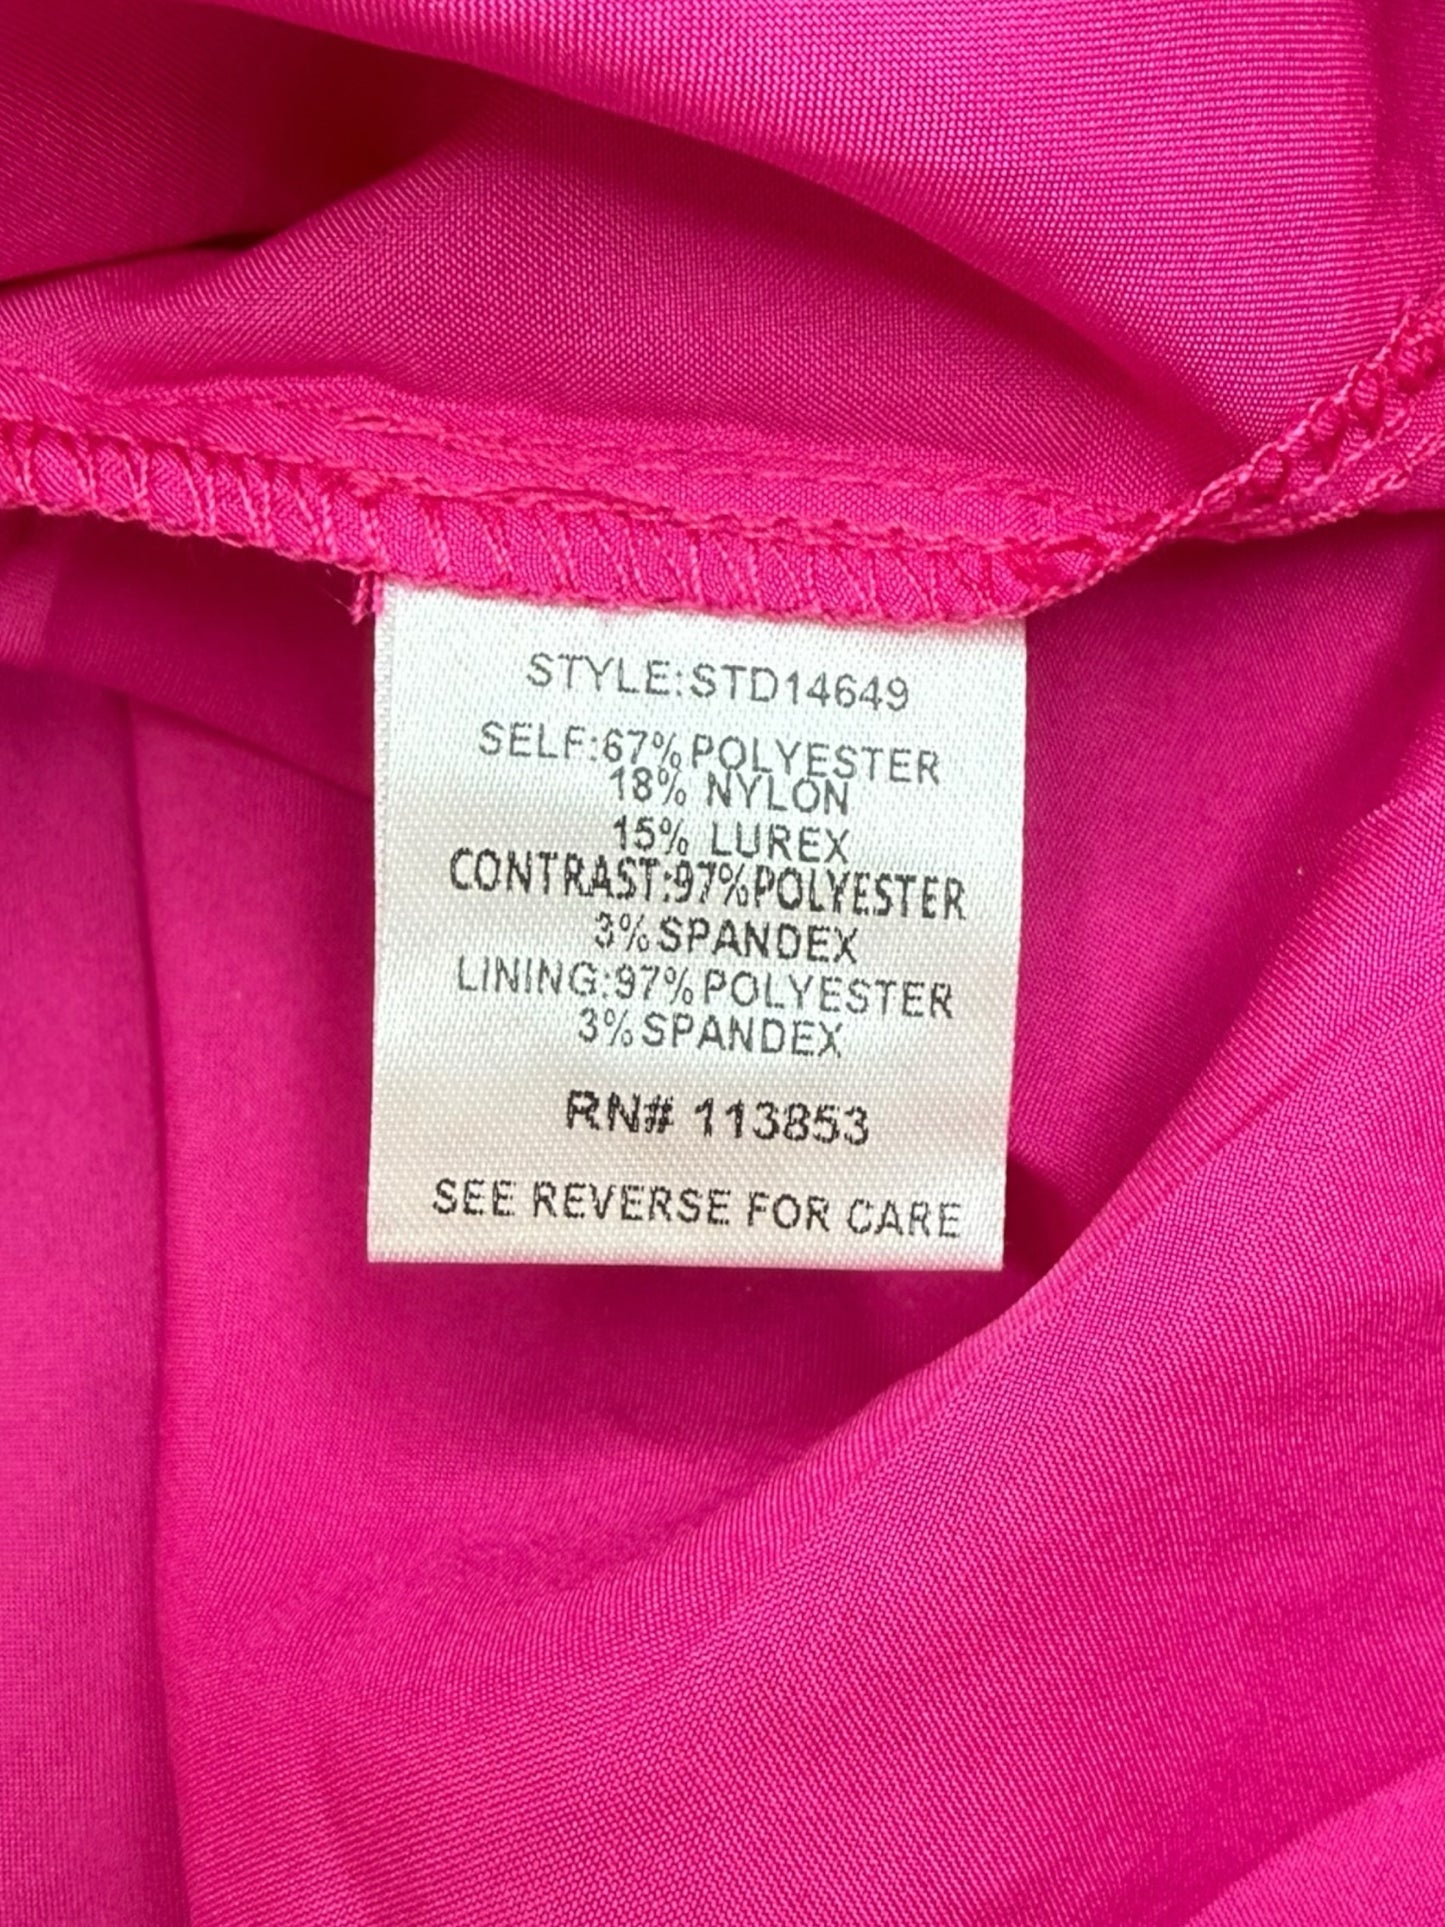 STYLE:STD14649
SELF:67%POLYESTER
18% NYLON
15% LUREX
CONTRAST:97%POLYESTER
3%SPANDEX
LINING:97%POLYESTER
3%SPANDEX
RN# 113853
SEE REVERSE FOR CARE